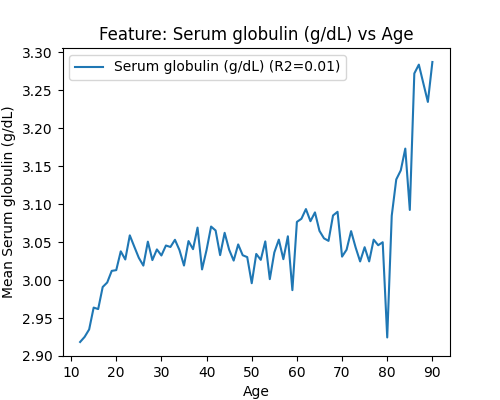 Feature: Serum globulin (g/dL) vs Age
Serum globulin (g/dL) (R2=0.01)
Mean Serum globulin (g/dL)
3.30
3.25
3.20
3.15
3.10
3.05
3.00
2.95
2.90
10 20 30 40 50 60 70 80 90
Age